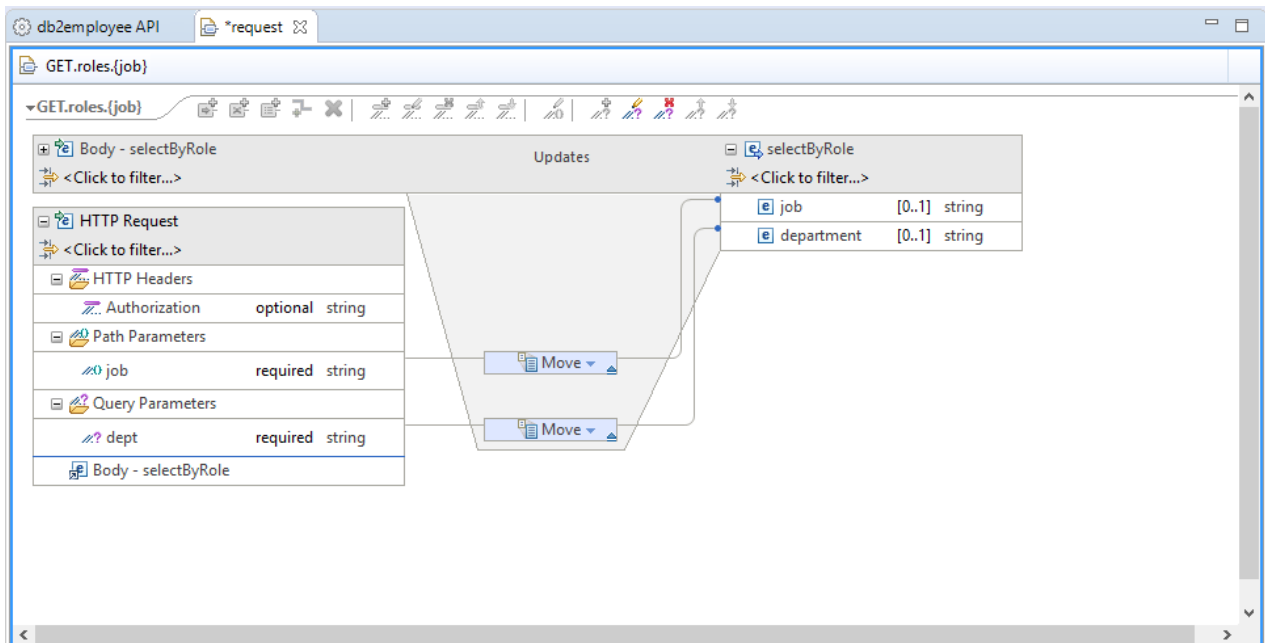 db2employee API *request
GET.roles.{job}
GET.roles.{job}
Body - selectByRole Updates selectByRole
<Click to filter...> <Click to filter...>
HTTP Request job [0..1] string
<Click to filter...> department [0..1] string
HTTP Headers
Authorization optional string
Path Parameters
job required string Move
Query Parameters
dept required string Move
Body - selectByRole